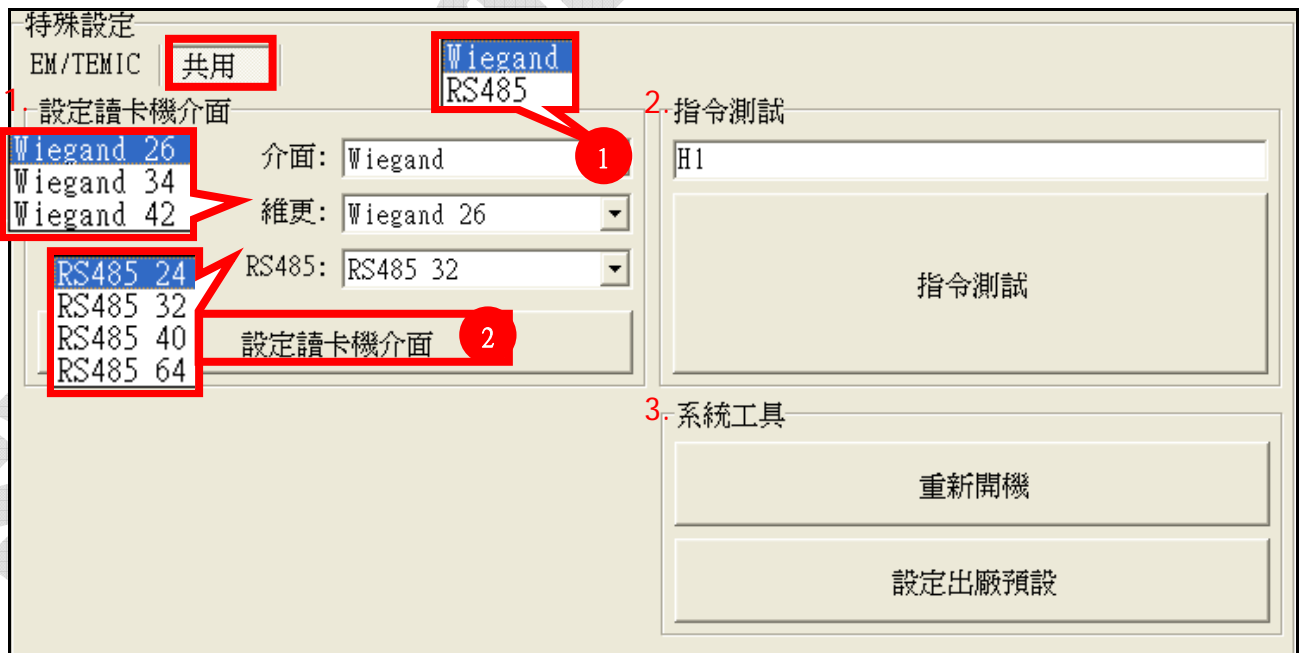 特殊設定
EM/TEMIC 共用
Wiegand
RS485
1. 設定讀卡機介面
Wiegand 26
Wiegand 34
Wiegand 42
介面: Wiegand
1
維更: Wiegand 26
RS485: RS485 32
RS485 24
RS485 32
RS485 40
RS485 64
設定讀卡機介面
2
2. 指令測試
H1
指令測試
3. 系統工具
重新開機
設定出廠預設